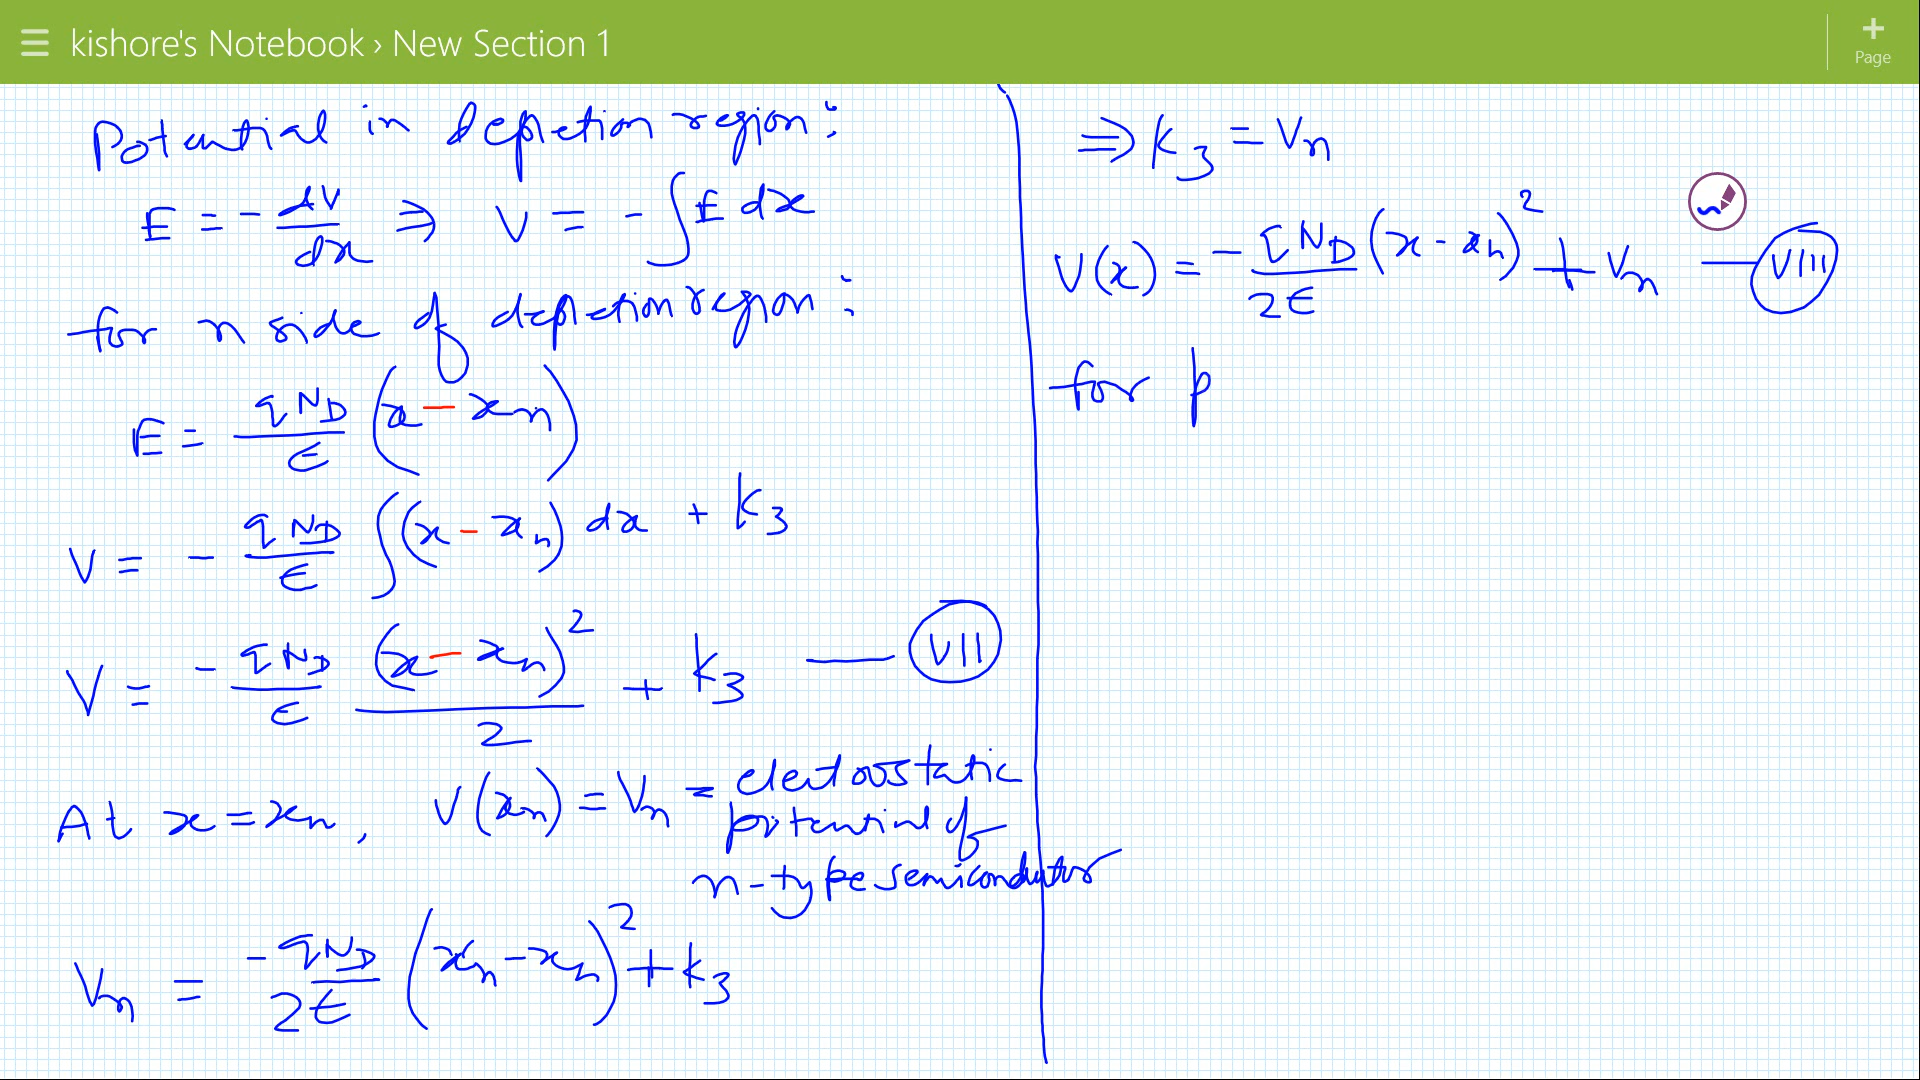 kishore's Notebook › New Section 1
Page
Potential in depletion region:
E = - dV/dx ⇒ V = - ∫E dx
for n side of depletion region:
E = qN_D/ϵ (x - x_n)
V = - qN_D/ϵ ∫(x - x_n) dx + k_3
V = - qN_D/ϵ (x - x_n)^2/2 + k_3 — VII
At x = x_n, V(x_n) = V_n = electrostatic
potential of
n-type semiconductor
V_n = -qN_D/2ϵ (x_n - x_n)^2 + k_3
⇒ k_3 = V_n
V(x) = -qN_D/2ϵ (x - x_n)^2 + V_n — VIII
for p